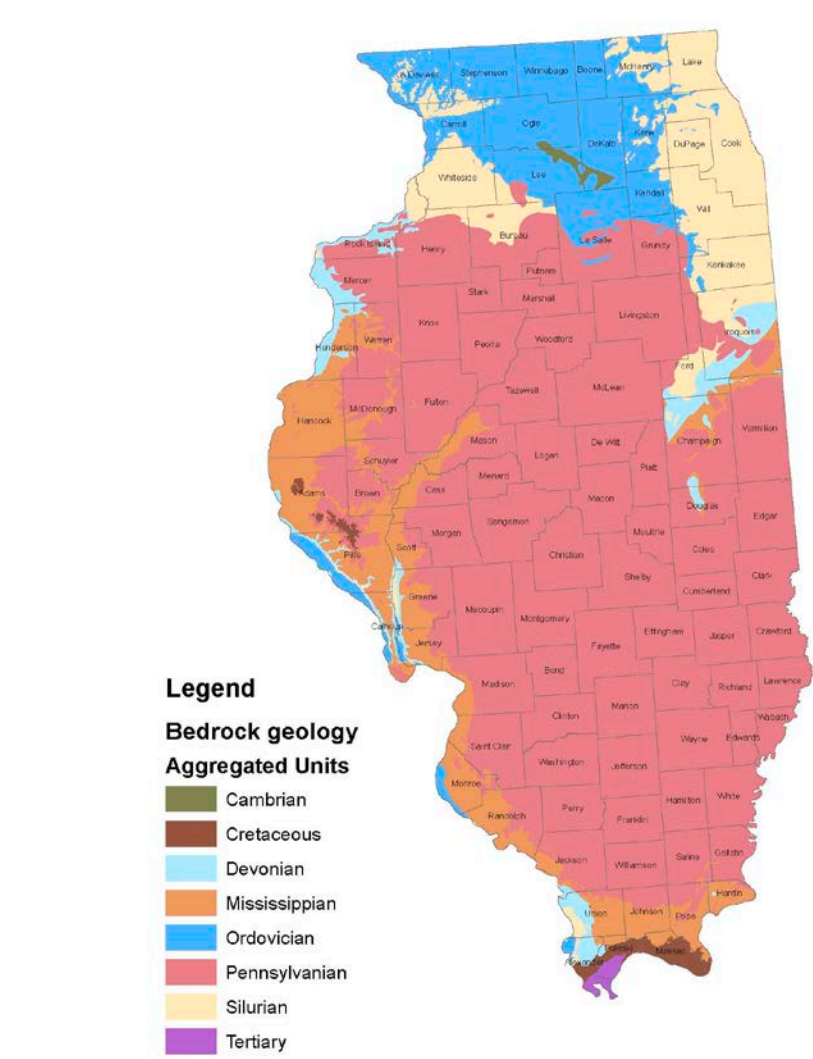 Jo Daviess
Stephenson
Winnebago
Boone
McHenry
Lake
Carroll
Ogle
DeKalb
Kane
DuPage
Cook
Whiteside
Lee
Kendall
Will
Rock Island
Henry
Bureau
La Salle
Grundy
Kankakee
Mercer
Putnam
Stark
Marshall
Knox
Livingston
Iroquois
Henderson
Warren
Peoria
Woodford
Ford
Tazewell
McLean
Hancock
McDonough
Fulton
Mason
Logan
De Witt
Champaign
Vermilion
Schuyler
Menard
Piatt
Adams
Brown
Cass
Macon
Douglas
Morgan
Sangamon
Moultrie
Edgar
Pike
Scott
Christian
Coles
Shelby
Clark
Cumberland
Greene
Macoupin
Montgomery
Calhoun
Jersey
Fayette
Effingham
Jasper
Crawford
Madison
Bond
Clay
Richland
Lawrence
Clinton
Marion
Wabash
Saint Clair
Washington
Jefferson
Wayne
Edwards
Monroe
Randolph
Perry
Franklin
Hamilton
White
Jackson
Williamson
Saline
Gallatin
Union
Johnson
Pope
Hardin
Alexander
Pulaski
Massac
Legend
Bedrock geology
Aggregated Units
Cambrian
Cretaceous
Devonian
Mississippian
Ordovician
Pennsylvanian
Silurian
Tertiary